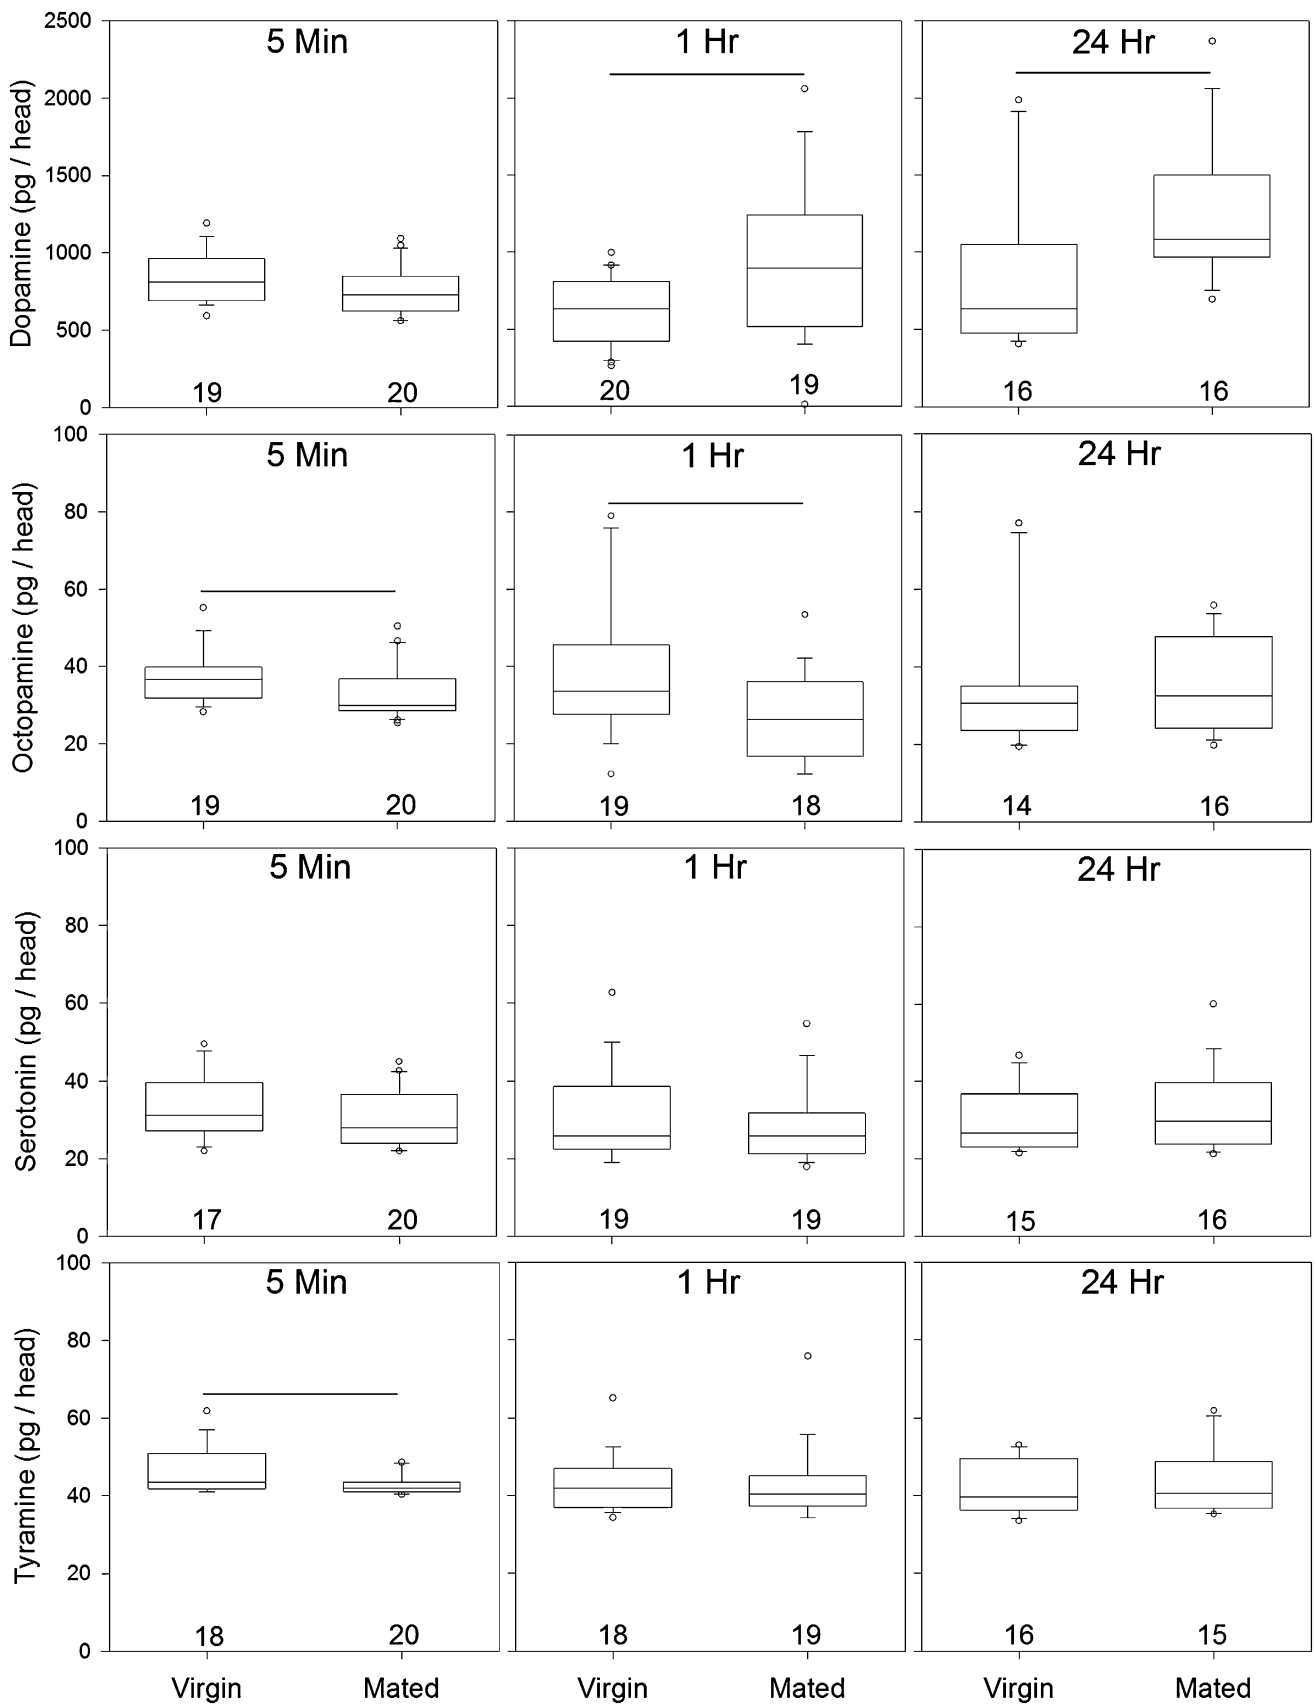 5 Min 1 Hr 24 Hr
Dopamine (pg / head)
2500
2000
1500
1000
500
0
19 20 20 19 16 16
5 Min 1 Hr 24 Hr
Octopamine (pg / head)
100
80
60
40
20
0
19 20 19 18 14 16
5 Min 1 Hr 24 Hr
Serotonin (pg / head)
100
80
60
40
20
0
17 20 19 19 15 16
5 Min 1 Hr 24 Hr
Tyramine (pg / head)
100
80
60
40
20
0
18 20 18 19 16 15
Virgin Mated Virgin Mated Virgin Mated